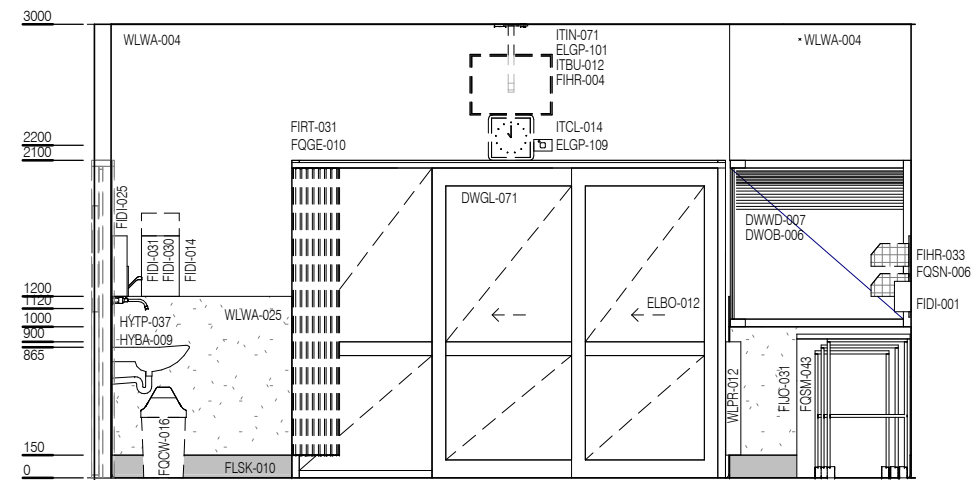 3000
WLWA-004
ITIN-071
ELGP-101
ITBU-012
FIHR-004
WLWA-004
2200
2100
FIRT-031
FQGE-010
ITCL-014
ELGP-109
FIDI-025
FIDI-031
FIDI-030
FIDI-014
DWGL-071
DWWD-007
DWOB-006
FIHR-033
FQSN-006
FIDI-001
1200
1120
1000
900
865
HYTP-037
HYBA-009
WLWA-025
ELBO-012
WLPR-012
FIJO-031
FQSM-043
FQCW-016
150
0
FLSK-010